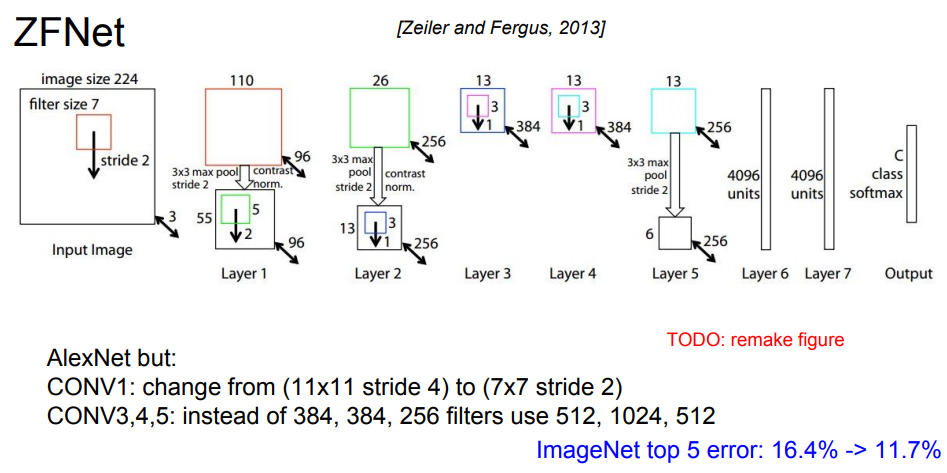 ZFNet
[Zeiler and Fergus, 2013]
image size 224
110
26
13
13
13
filter size 7
stride 2
3
Input Image
96
3x3 max pool
stride 2
contrast
norm.
55
5
2
96
Layer 1
256
3x3 max
pool
stride 2
contrast
norm.
13
3
1
256
Layer 2
3
1
384
Layer 3
3
1
384
Layer 4
256
3x3 max
pool
stride 2
6
256
Layer 5
4096
units
Layer 6
4096
units
Layer 7
C
class
softmax
Output
TODO: remake figure
AlexNet but:
CONV1: change from (11x11 stride 4) to (7x7 stride 2)
CONV3,4,5: instead of 384, 384, 256 filters use 512, 1024, 512
ImageNet top 5 error: 16.4% -> 11.7%